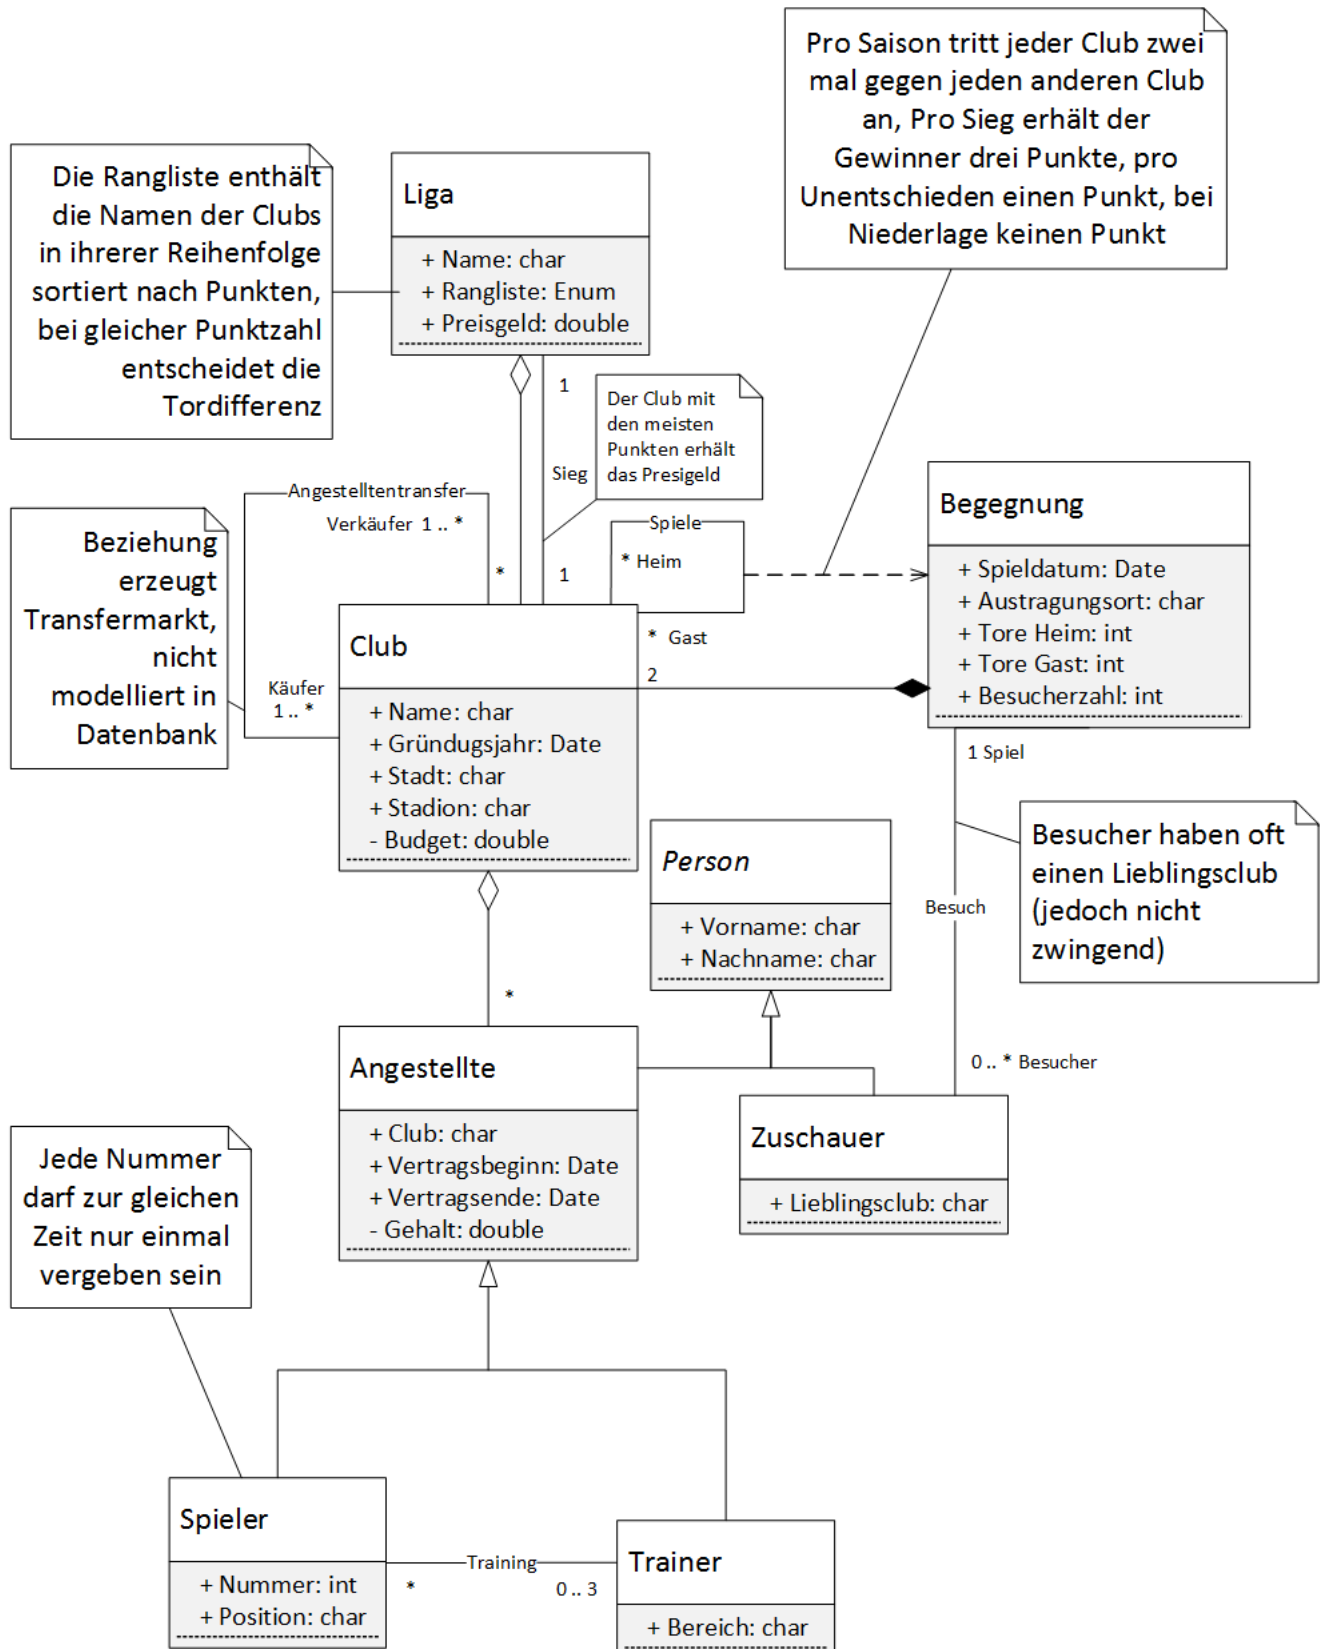 Pro Saison tritt jeder Club zwei
mal gegen jeden anderen Club
an, Pro Sieg erhält der
Gewinner drei Punkte, pro
Unentschieden einen Punkt, bei
Niederlage keinen Punkt
Die Rangliste enthält
die Namen der Clubs
in ihrerer Reihenfolge
sortiert nach Punkten,
bei gleicher Punktzahl
entscheidet die
Tordifferenz
Liga
+ Name: char
+ Rangliste: Enum
+ Preisgeld: double
1
Sieg
1
*
Der Club mit
den meisten
Punkten erhält
das Presigeld
Angestelltentransfer
Verkäufer 1 .. *
Käufer
1 .. *
Beziehung
erzeugt
Transfermarkt,
nicht
modelliert in
Datenbank
Spiele
* Heim
* Gast
2
Begegnung
+ Spieldatum: Date
+ Austragungsort: char
+ Tore Heim: int
+ Tore Gast: int
+ Besucherzahl: int
Club
+ Name: char
+ Gründugsjahr: Date
+ Stadt: char
+ Stadion: char
- Budget: double
1 Spiel
Besuch
0 .. * Besucher
Besucher haben oft
einen Lieblingsclub
(jedoch nicht
zwingend)
Person
+ Vorname: char
+ Nachname: char
*
Angestellte
+ Club: char
+ Vertragsbeginn: Date
+ Vertragsende: Date
- Gehalt: double
Zuschauer
+ Lieblingsclub: char
Jede Nummer
darf zur gleichen
Zeit nur einmal
vergeben sein
Spieler
+ Nummer: int
+ Position: char
Training
*
0 .. 3
Trainer
+ Bereich: char